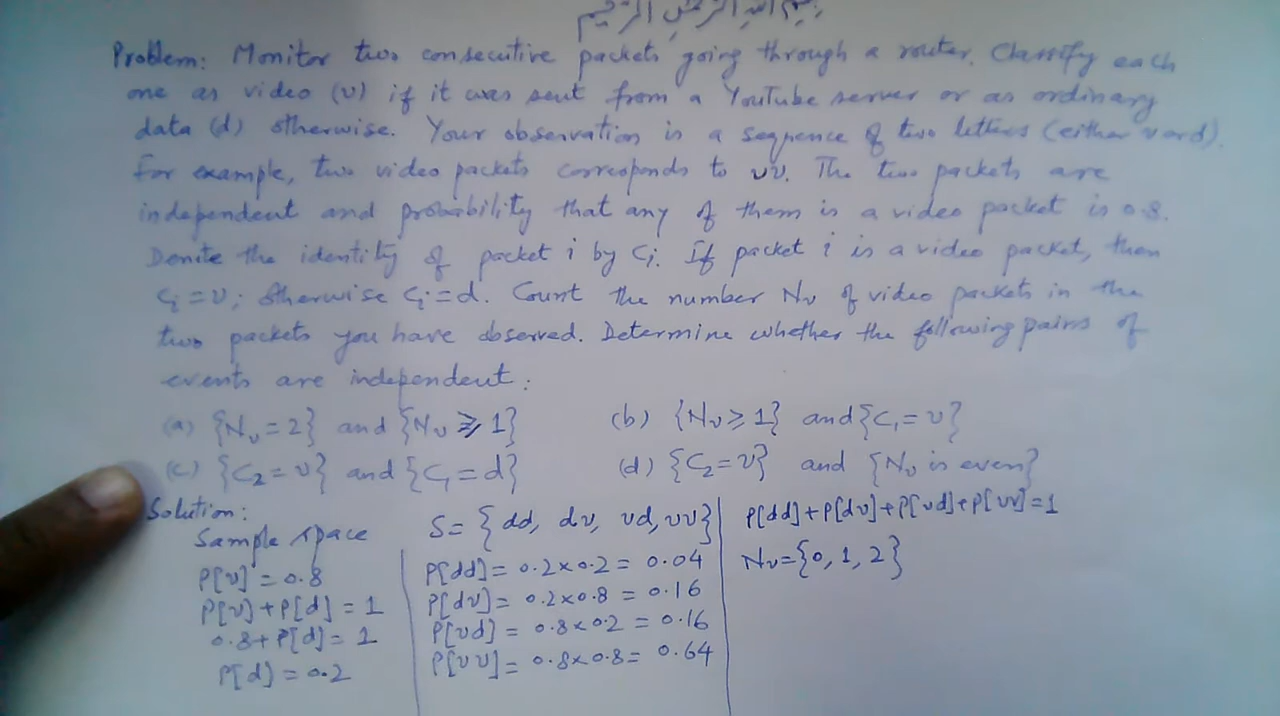 بسم الله الرحمن الرحيم
Problem: Monitor two consecutive packets going through a router. Classify each
one as video (v) if it was sent from a YouTube server or as ordinary
data (d) otherwise. Your observation is a sequence of two letters (either v or d).
For example, two video packets corresponds to vv. The two packets are
independent and probability that any of them is a video packet is 0.8.
Denote the identity of packet i by Ci. If packet i is a video packet, then
Ci = v; otherwise Ci = d. Count the number Nv of video packets in the
two packets you have observed. Determine whether the following pairs of
events are independent:
(a) {Nv = 2} and {Nv ≥ 1} (b) {Nv ≥ 1} and {C1 = v}
(c) {C2 = v} and {C1 = d} (d) {C2 = v} and {Nv is even}
Solution:
Sample space S = {dd, dv, vd, vv} P[dd]+P[dv]+P[vd]+P[vv]=1
P[v] = 0.8 P[dd] = 0.2x0.2 = 0.04 Nv={0, 1, 2}
P[v]+P[d] = 1 P[dv] = 0.2x0.8 = 0.16
0.8+P[d] = 1 P[vd] = 0.8x0.2 = 0.16
P[d] = 0.2 P[vv] = 0.8x0.8 = 0.64